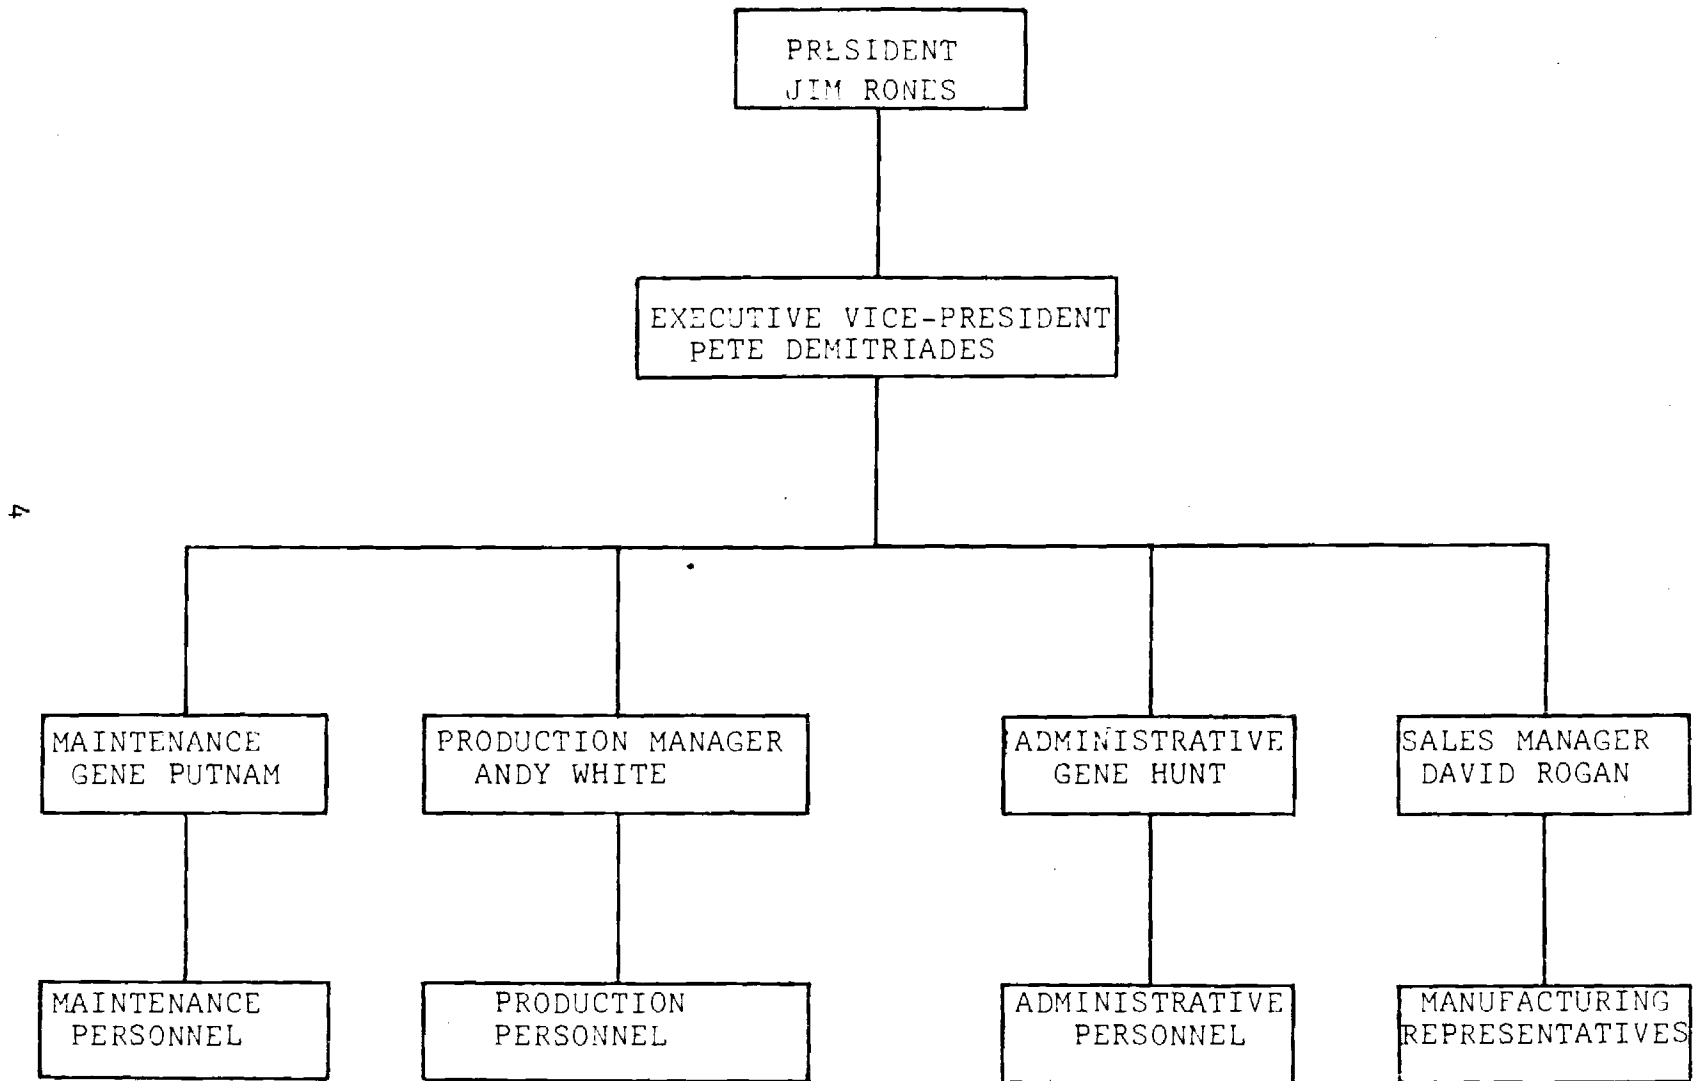 PRESIDENT
JIM RONES
EXECUTIVE VICE-PRESIDENT
PETE DEMITRIADES
4
MAINTENANCE
GENE PUTNAM
PRODUCTION MANAGER
ANDY WHITE
ADMINISTRATIVE
GENE HUNT
SALES MANAGER
DAVID ROGAN
MAINTENANCE
PERSONNEL
PRODUCTION
PERSONNEL
ADMINISTRATIVE
PERSONNEL
MANUFACTURING
REPRESENTATIVES